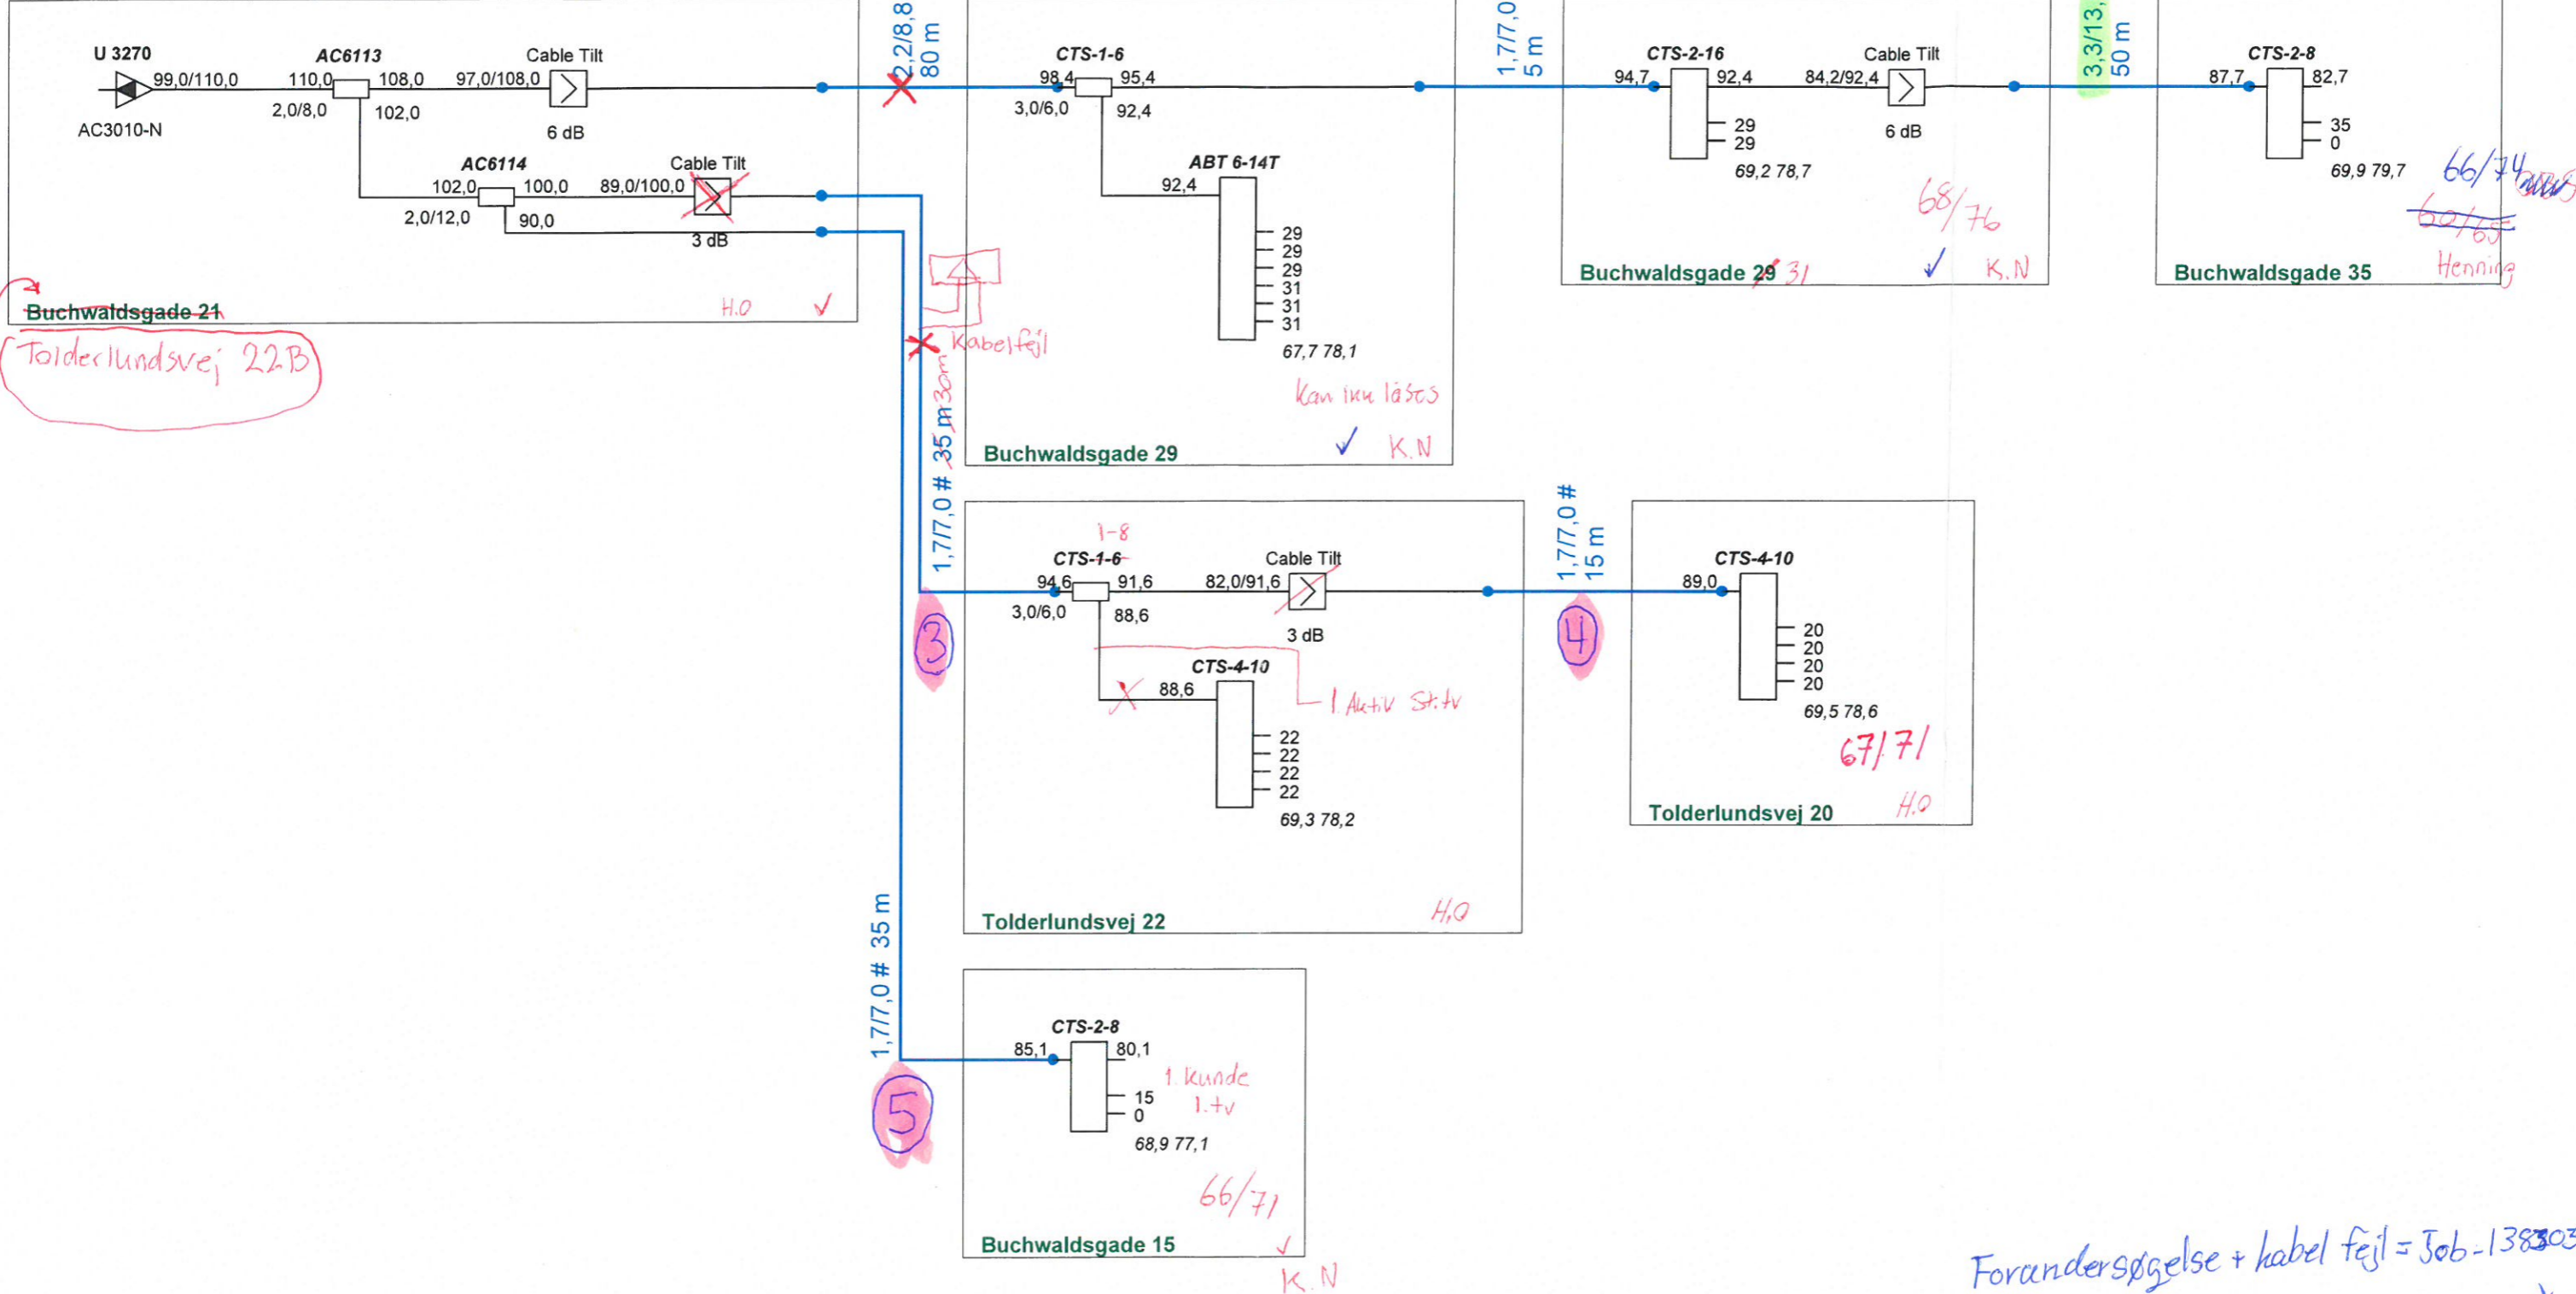 U 3270
99,0/110,0
AC3010-N
AC6113
110,0
108,0
2,0/8,0
102,0
Cable Tilt
97,0/108,0
6 dB
AC6114
102,0
100,0
2,0/12,0
90,0
Cable Tilt
89,0/100,0
3 dB
Buchwaldsgade 21
H.O
Tolderlundsvej 22B
2,2/8,8
80 m
CTS-1-6
98,4
95,4
3,0/6,0
92,4
ABT 6-14T
92,4
29
29
29
31
31
31
67,7 78,1
Kan ikke låses
Buchwaldsgade 29
K.N
1,7/7,0
5 m
CTS-2-16
94,7
92,4
29
29
69,2 78,7
Cable Tilt
84,2/92,4
6 dB
68/76
Buchwaldsgade 29 31
K.N
3,3/13,
50 m
CTS-2-8
87,7
82,7
35
0
69,9 79,7
66/74
60/65
Henning
Buchwaldsgade 35
Kabelfejl
1,7/7,0 # 35 m 30m
3
1-8
CTS-1-6
94,6
91,6
3,0/6,0
88,6
Cable Tilt
82,0/91,6
3 dB
CTS-4-10
88,6
1 Aktiv St.tv
22
22
22
22
69,3 78,2
Tolderlundsvej 22
H.O
1,7/7,0 #
15 m
4
CTS-4-10
89,0
20
20
20
20
69,5 78,6
67/71
Tolderlundsvej 20
H.O
1,7/7,0 # 35 m
5
CTS-2-8
85,1
80,1
1. kunde
1.tv
15
0
68,9 77,1
66/71
Buchwaldsgade 15
K.N
Forundersøgelse + kabel fejl = Job-138303